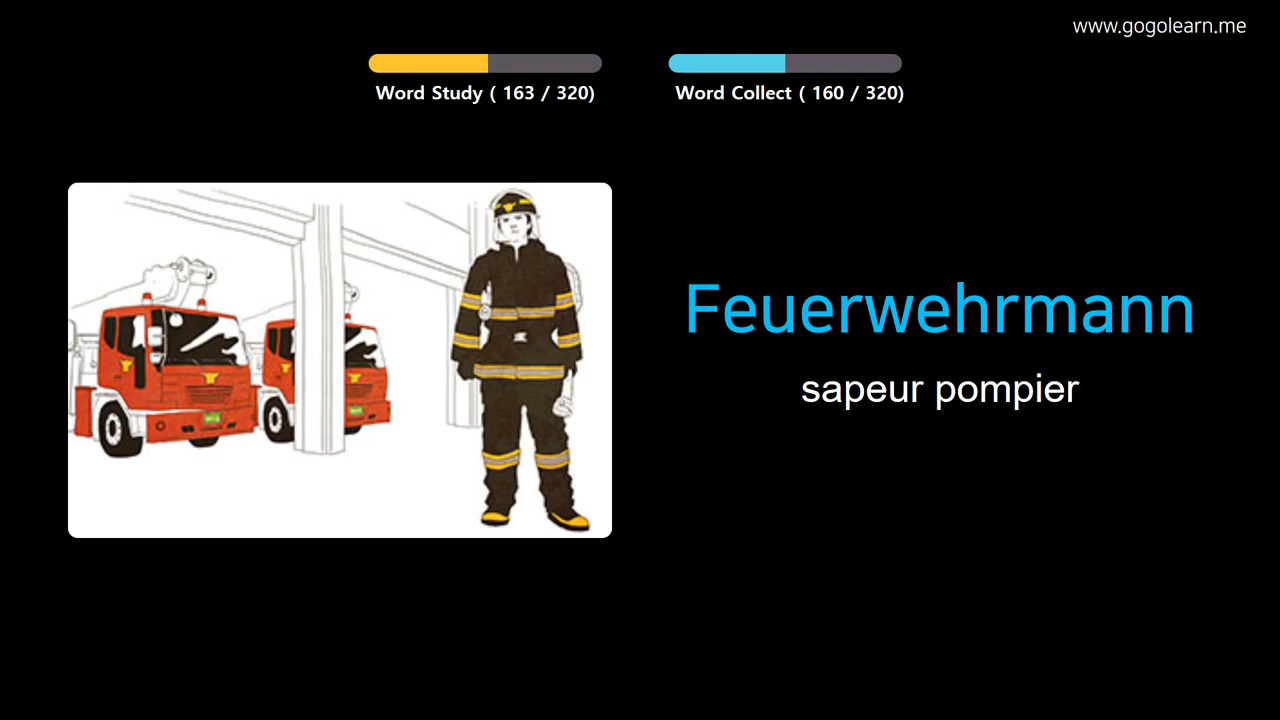 www.gogolearn.me
Word Study ( 163 / 320)
Word Collect ( 160 / 320)
Feuerwehrmann
sapeur pompier